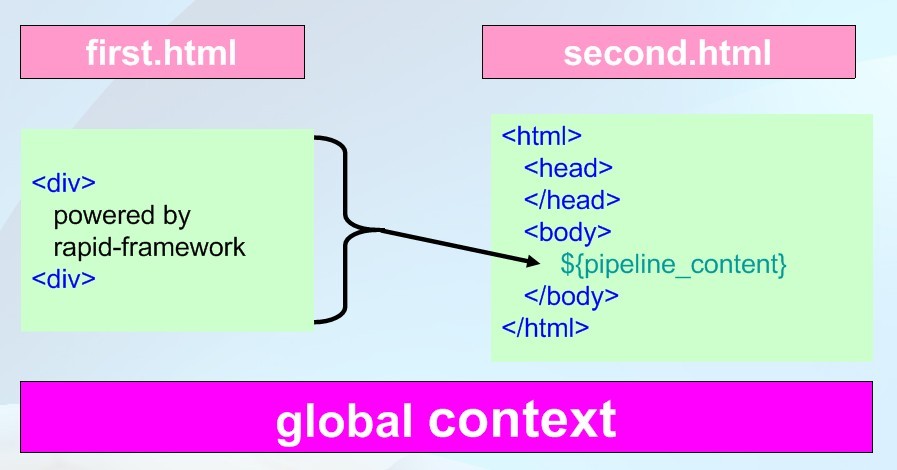 first.html
second.html
<div>
powered by
rapid-framework
<div>
<html>
<head>
</head>
<body>
${pipeline_content}
</body>
</html>
global context